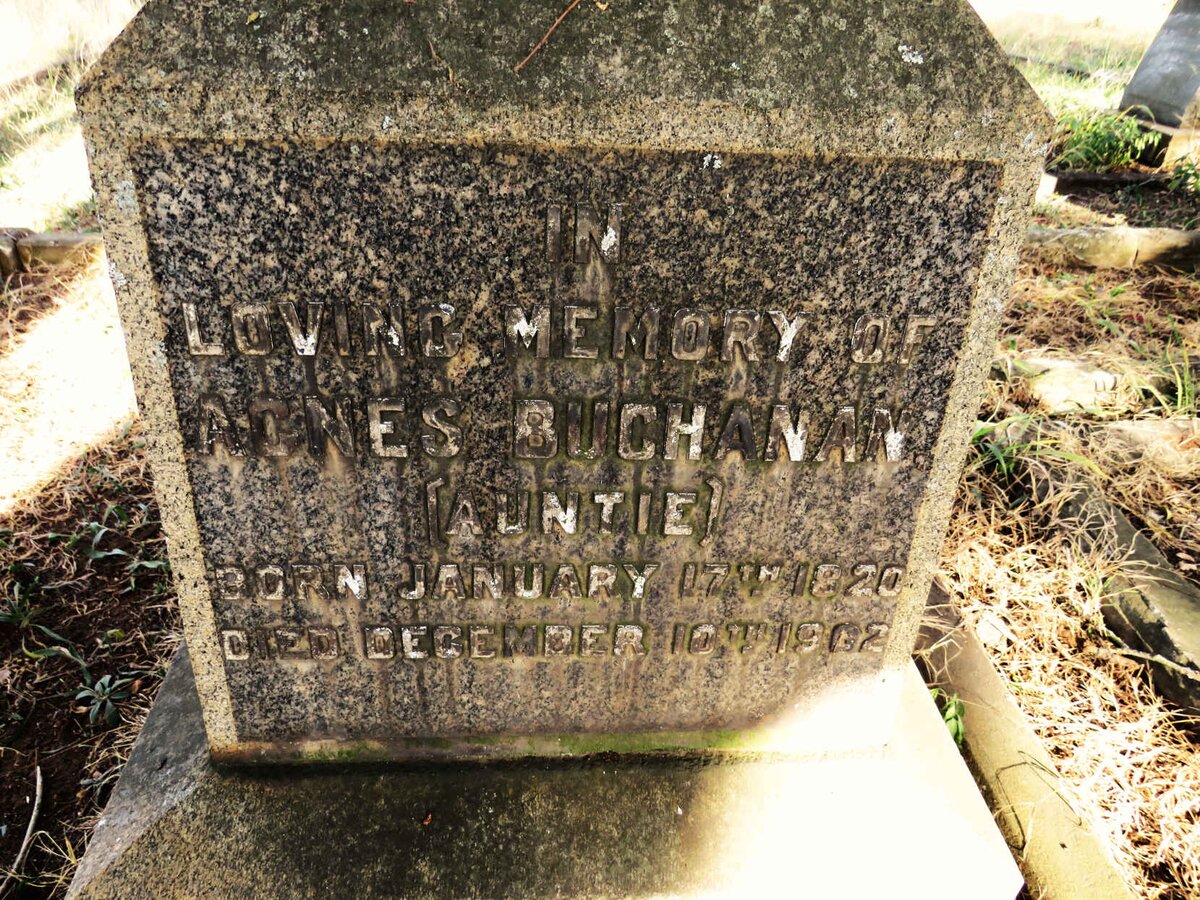 IN
LOVING MEMORY OF
AGNES BUCHANAN
(AUNTIE)
BORN JANUARY 17TH 1820
DIED DECEMBER 10TH 1902